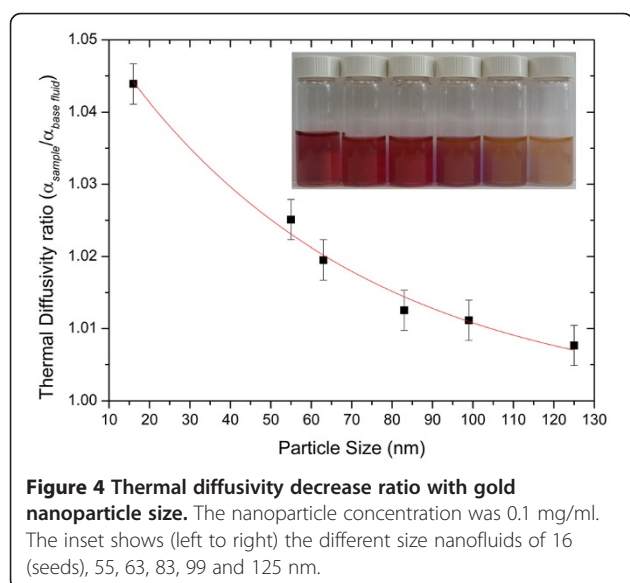 1.05
1.04
1.03
1.02
1.01
1.00
Thermal Diffusivity ratio (α_sample/α_base fluid)
10 20 30 40 50 60 70 80 90 100 110 120 130
Particle Size (nm)
Figure 4 Thermal diffusivity decrease ratio with gold
nanoparticle size. The nanoparticle concentration was 0.1 mg/ml.
The inset shows (left to right) the different size nanofluids of 16
(seeds), 55, 63, 83, 99 and 125 nm.